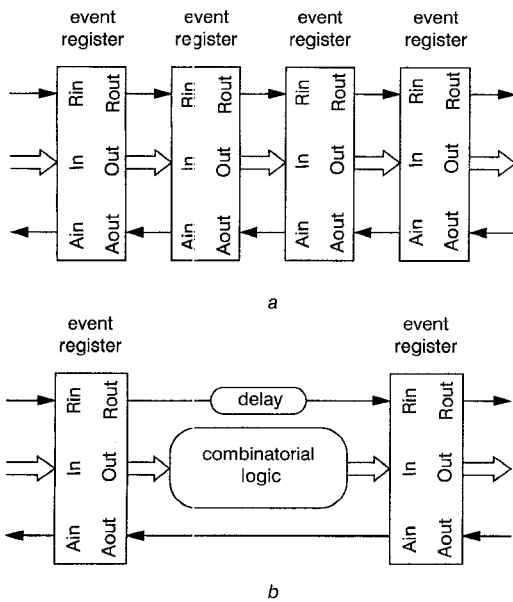 event register
event register
event register
event register
Rin Rout
Rin Rout
Rin Rout
Rin Rout
In Out
In Out
In Out
In Out
Ain Aout
Ain Aout
Ain Aout
Ain Aout
a
event register
event register
Rin Rout
delay
Rin Rout
In Out
combinatorial
logic
In Out
Ain Aout
Ain Aout
b